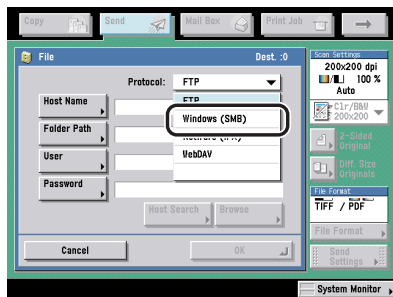 Copy
Send
Mail Box
Print Job
File
Dest. :0
Protocol:
FTP
FTP
Windows (SMB)
WebDAV
Host Name
Folder Path
User
Password
Host Search
Browse
Cancel
OK
Scan Settings
200x200 dpi
100 %
Auto
Clr/B&W
200x200
2-Sided
Original
Diff. Size
Originals
File Format
TIFF / PDF
File Format
Send
Settings
System Monitor